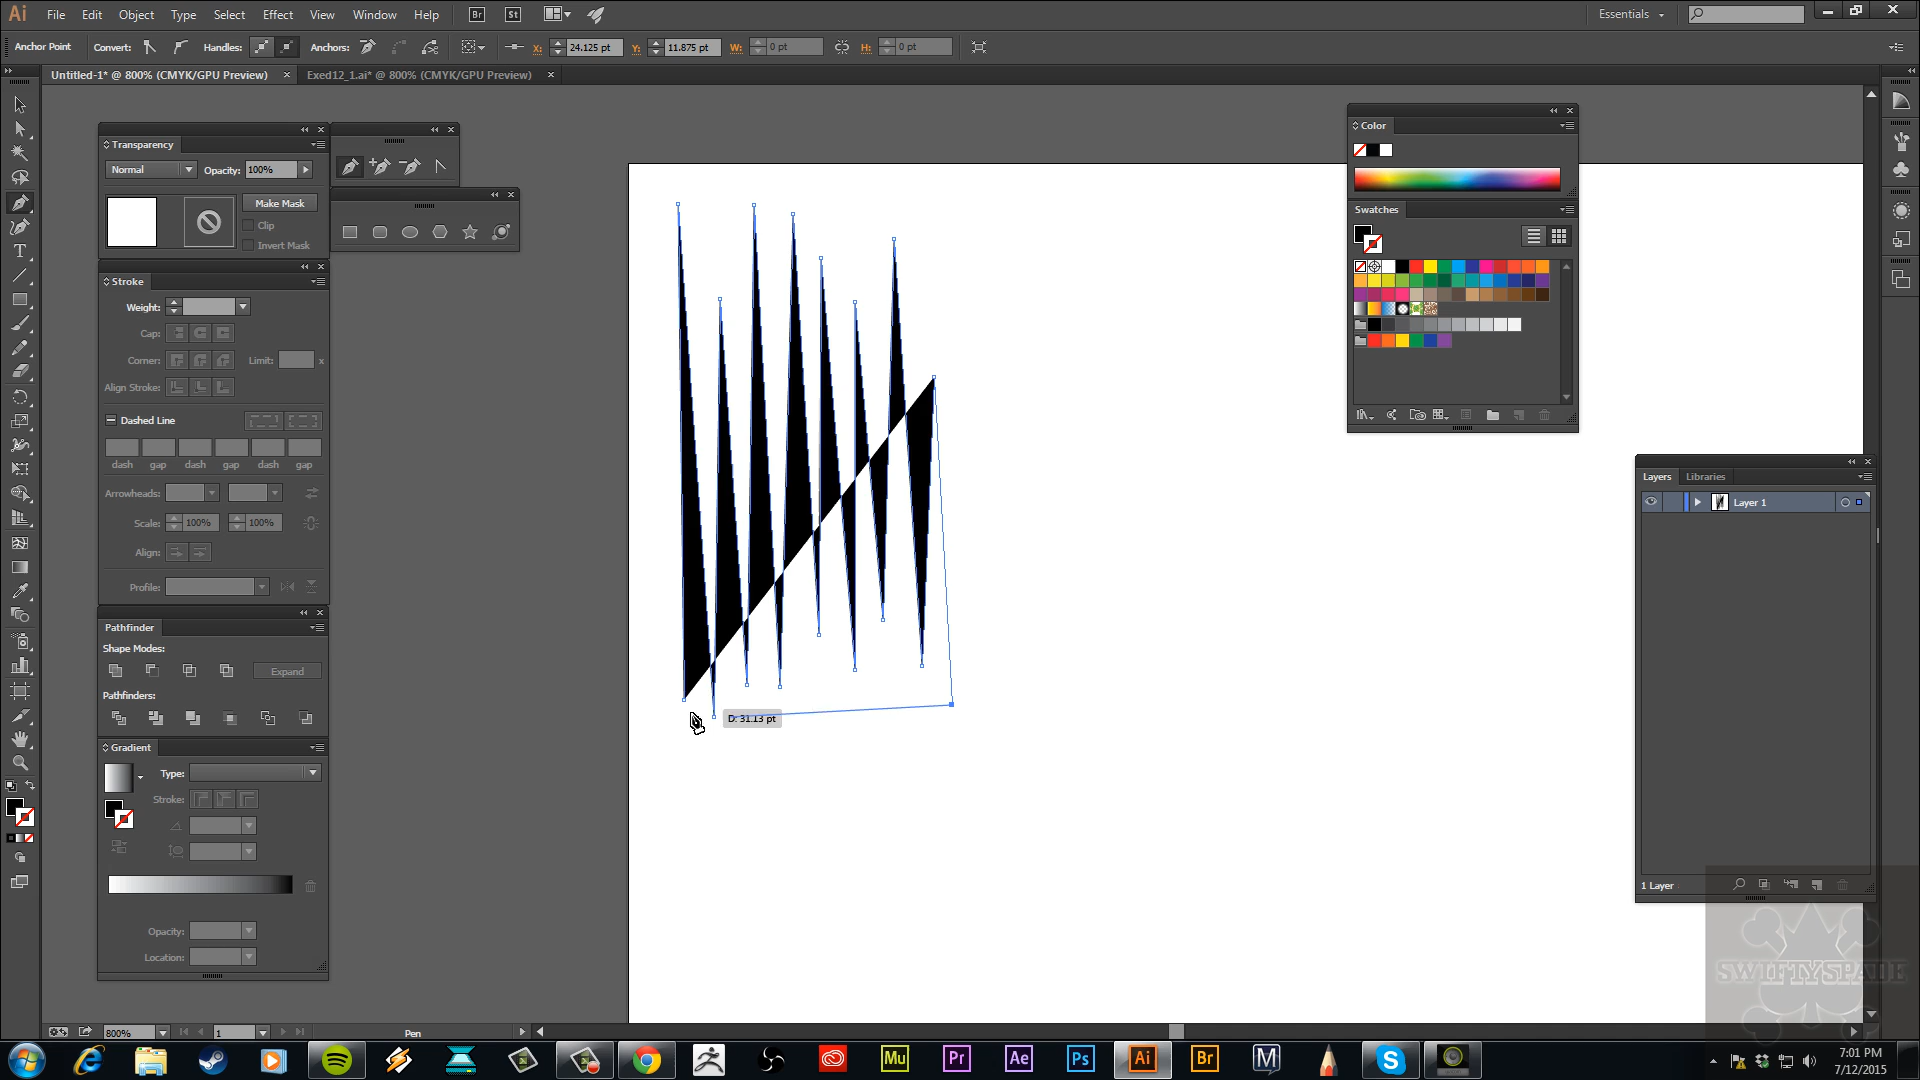 Ai File Edit Object Type Select Effect View Window Help Br St Essentials
Anchor Point Convert: Handles: Anchors: X: 24.125 pt Y: 11.875 pt W: 0 pt H: 0 pt
Untitled-1* @ 800% (CMYK/GPU Preview) Exed12_1.ai* @ 800% (CMYK/GPU Preview)
Transparency
Normal Opacity: 100%
Make Mask
Clip
Invert Mask
Stroke
Weight:
Cap:
Corner: Limit: x
Align Stroke:
Dashed Line
dash gap dash gap dash gap
Arrowheads:
Scale: 100% 100%
Align:
Profile:
Pathfinder
Shape Modes:
Expand
Pathfinders:
Gradient
Type:
Stroke:
Opacity:
Location:
D: 31.13 pt
Color
Swatches
Layers Libraries
Layer 1
1 Layer
SWIFTYSPADE
800% 1 Pen
Mu Pr Ae Ps Ai Br M S
7:01 PM
7/12/2015